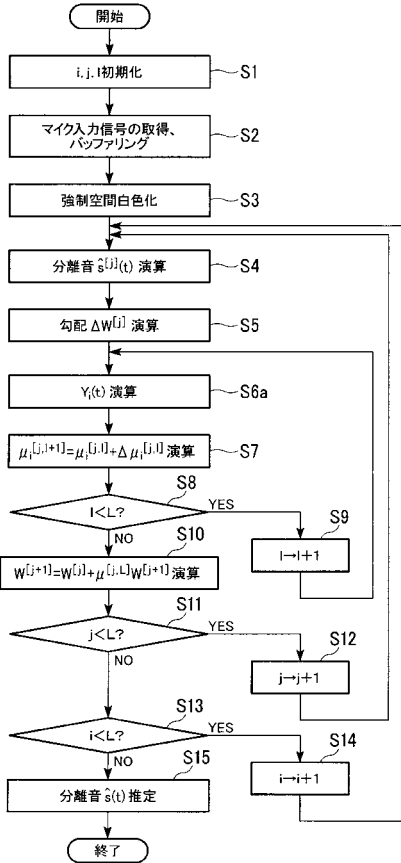 開始
i, j, l初期化
S1
マイク入力信号の取得、
バッファリング
S2
強制空間白色化
S3
分離音 ŝ^[j](t) 演算
S4
勾配 ΔW^[j] 演算
S5
Y_i(t) 演算
S6a
μ_i^[j,l+1]=μ_i^[j,l]+Δμ_i^[j,l] 演算
S7
l<L?
S8
YES
NO
l→l+1
S9
W^[j+1]=W^[j]+μ^[j,L]W^[j+1] 演算
S10
j<L?
S11
YES
NO
j→j+1
S12
i<L?
S13
YES
NO
i→i+1
S14
分離音 ŝ(t) 推定
S15
終了